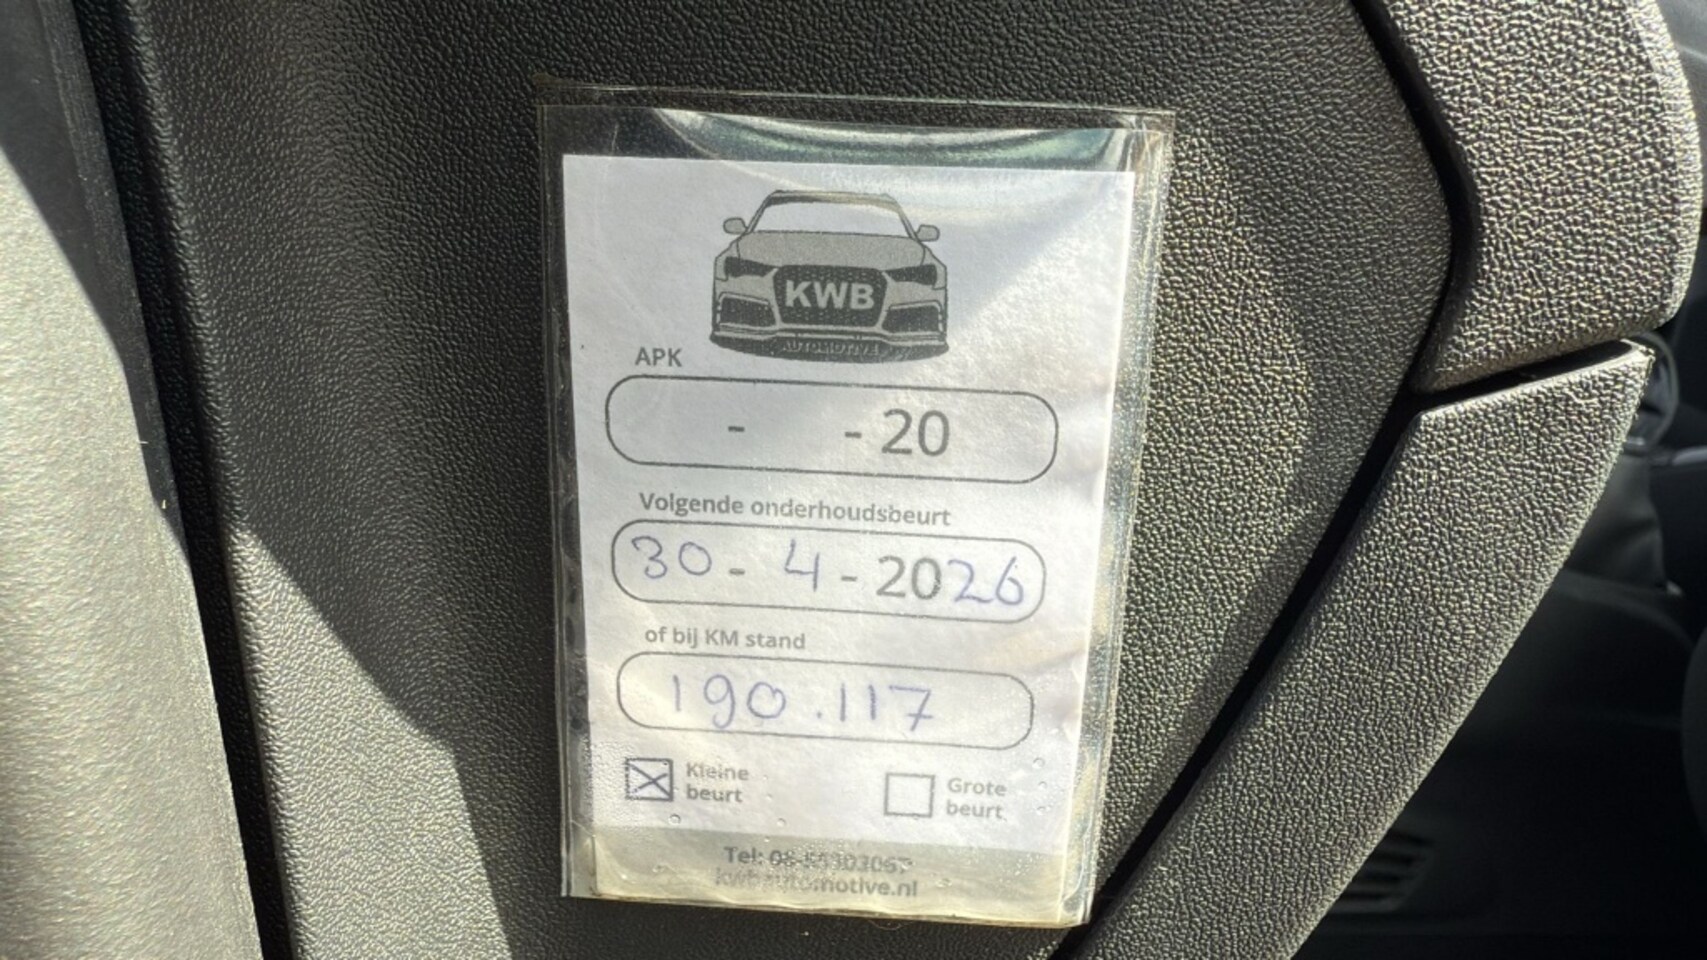 KWB
AUTOMOTIVE
APK
- - 20
Volgende onderhoudsbeurt
30 - 4 - 2026
of bij KM stand
190.117
Kleine
beurt
Grote
beurt
Tel:
kwbautomotive.nl